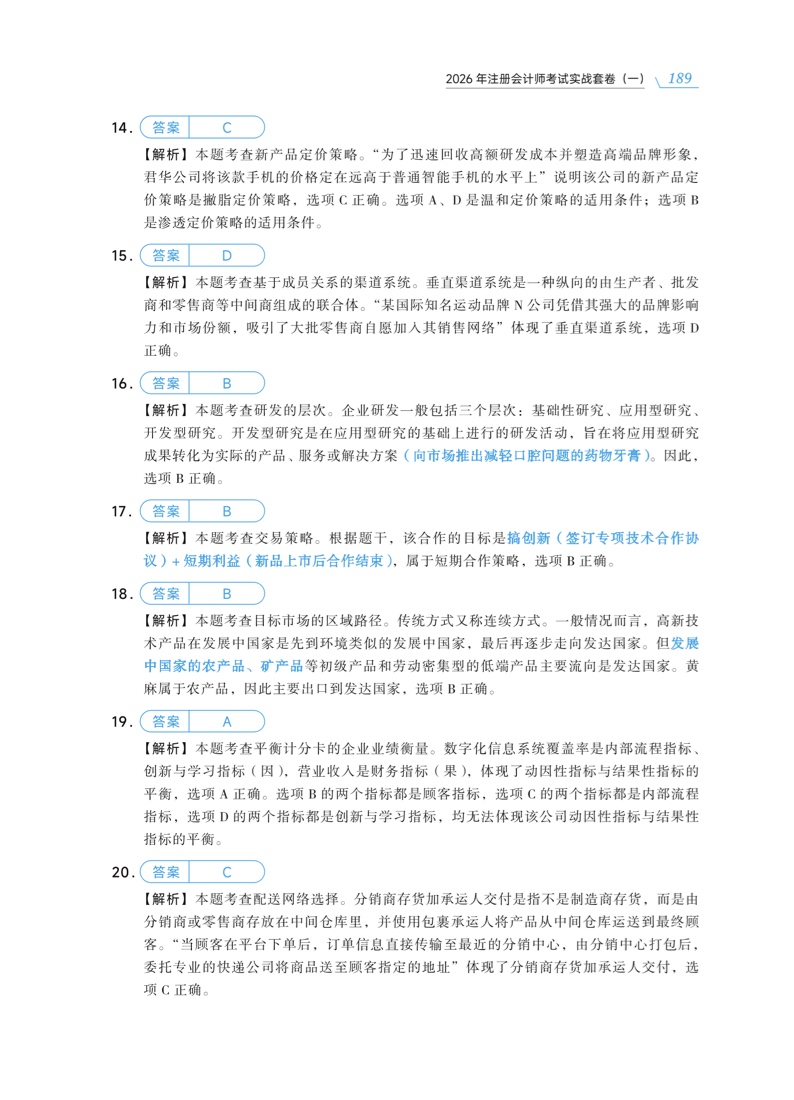 2026 年注册会计师考试实战套卷（一） 189
14. 答案 C
【解析】本题考查新产品定价策略。“为了迅速回收高额研发成本并塑造高端品牌形象，
君华公司将该款手机的价格定在远高于普通智能手机的水平上”说明该公司的新产品定
价策略是撇脂定价策略，选项 C 正确。选项 A、D 是温和定价策略的适用条件；选项 B
是渗透定价策略的适用条件。
15. 答案 D
【解析】本题考查基于成员关系的渠道系统。垂直渠道系统是一种纵向的由生产者、批发
商和零售商等中间商组成的联合体。“某国际知名运动品牌 N 公司凭借其强大的品牌影响
力和市场份额，吸引了大批零售商自愿加入其销售网络”体现了垂直渠道系统，选项 D
正确。
16. 答案 B
【解析】本题考查研发的层次。企业研发一般包括三个层次：基础性研究、应用型研究、
开发型研究。开发型研究是在应用型研究的基础上进行的研发活动，旨在将应用型研究
成果转化为实际的产品、服务或解决方案（向市场推出减轻口腔问题的药物牙膏）。因此，
选项 B 正确。
17. 答案 B
【解析】本题考查交易策略。根据题干，该合作的目标是搞创新（签订专项技术合作协
议）+ 短期利益（新品上市后合作结束），属于短期合作策略，选项 B 正确。
18. 答案 B
【解析】本题考查目标市场的区域路径。传统方式又称连续方式。一般情况而言，高新技
术产品在发展中国家是先到环境类似的发展中国家，最后再逐步走向发达国家。但发展
中国家的农产品、矿产品等初级产品和劳动密集型的低端产品主要流向是发达国家。黄
麻属于农产品，因此主要出口到发达国家，选项 B 正确。
19. 答案 A
【解析】本题考查平衡计分卡的企业业绩衡量。数字化信息系统覆盖率是内部流程指标、
创新与学习指标（因），营业收入是财务指标（果），体现了动因性指标与结果性指标的
平衡，选项 A 正确。选项 B 的两个指标都是顾客指标，选项 C 的两个指标都是内部流程
指标，选项 D 的两个指标都是创新与学习指标，均无法体现该公司动因性指标与结果性
指标的平衡。
20. 答案 C
【解析】本题考查配送网络选择。分销商存货加承运人交付是指不是制造商存货，而是由
分销商或零售商存放在中间仓库里，并使用包裹承运人将产品从中间仓库运送到最终顾
客。“当顾客在平台下单后，订单信息直接传输至最近的分销中心，由分销中心打包后，
委托专业的快递公司将商品送至顾客指定的地址”体现了分销商存货加承运人交付，选
项 C 正确。